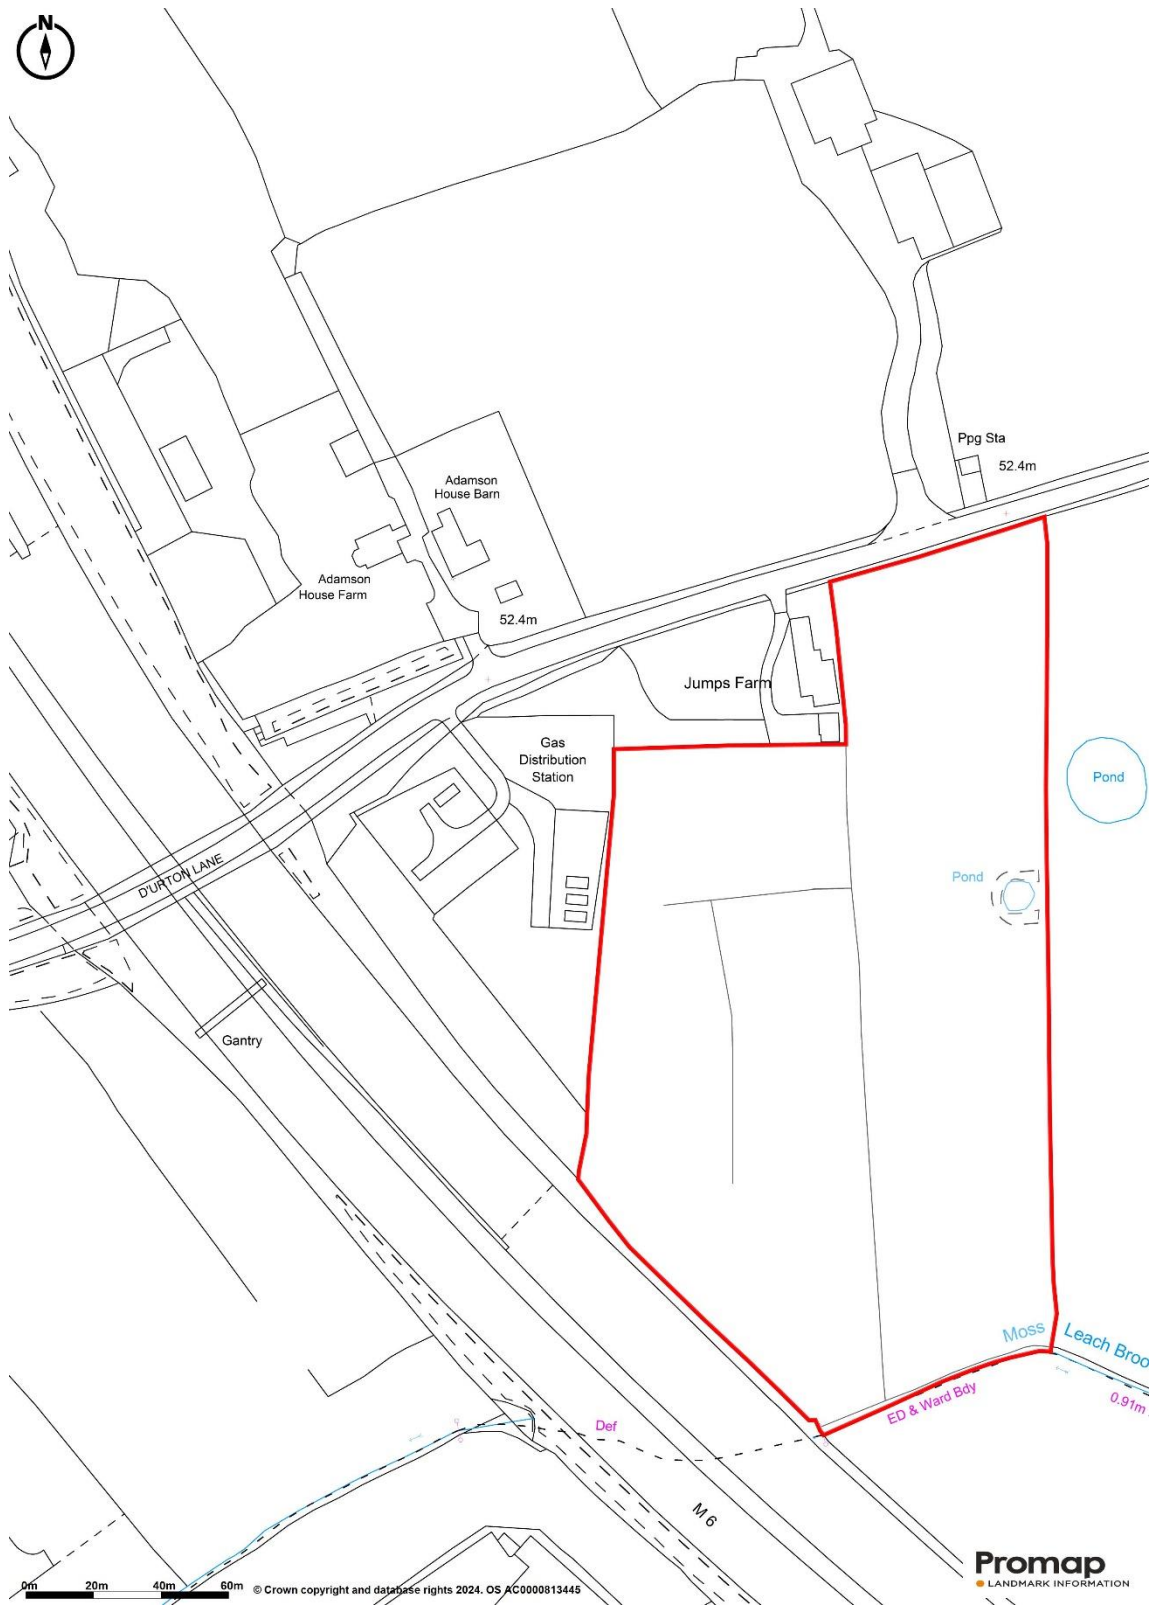 N
Ppg Sta
52.4m
Adamson
House Barn
Adamson
House Farm
52.4m
Jumps Farm
Gas
Distribution
Station
Pond
D'URTON LANE
Pond
Gantry
Moss
Leach Broo
ED & Ward Bdy
0.91m
Def
M 6
Promap
LANDMARK INFORMATION
0m 20m 40m 60m
© Crown copyright and database rights 2024. OS AC0000813445